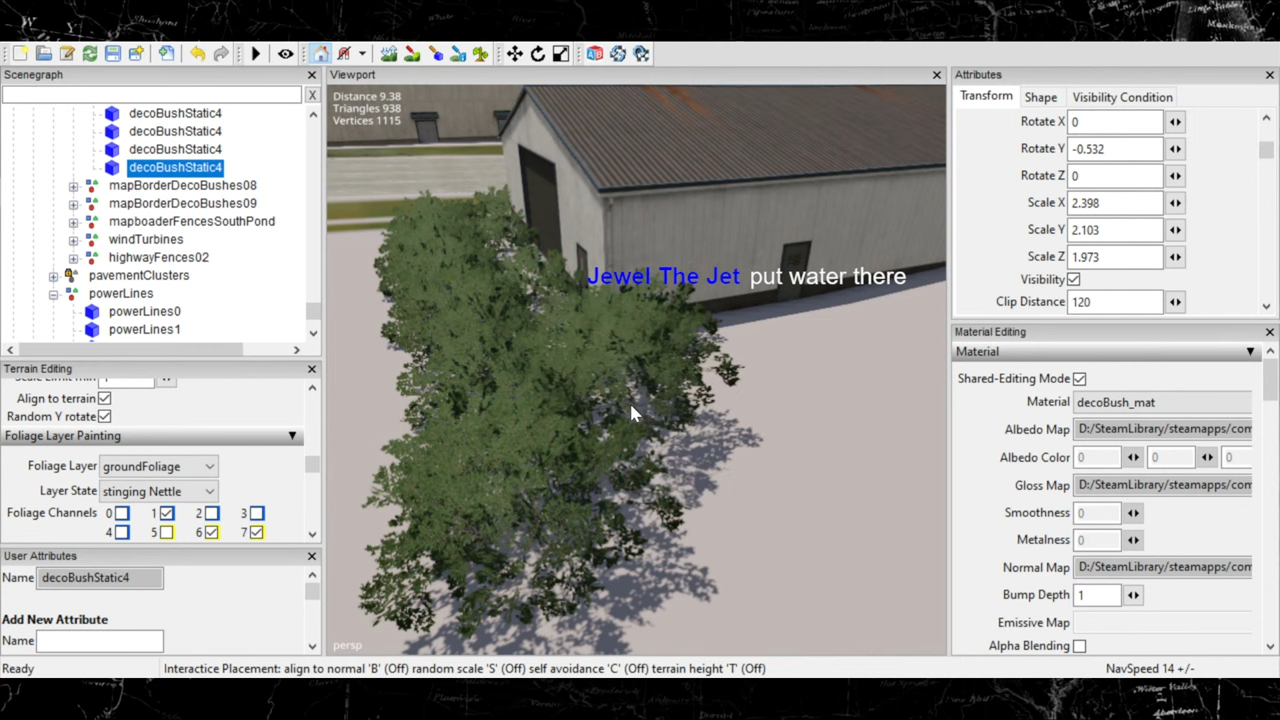 Scenegraph
X
decoBushStatic4
decoBushStatic4
decoBushStatic4
decoBushStatic4
mapBorderDecoBushes08
mapBorderDecoBushes09
mapboaderFencesSouthPond
windTurbines
highwayFences02
pavementClusters
powerLines
powerLines0
powerLines1
Terrain Editing
Align to terrain
Random Y rotate
Foliage Layer Painting
Foliage Layer groundFoliage
Layer State stinging Nettle
Foliage Channels 0 1 2 3
4 5 6 7
User Attributes
Name decoBushStatic4
Add New Attribute
Name
Viewport
Distance 9.38
Triangles 938
Vertices 1115
Jewel The Jet put water there
persp
Attributes
Transform Shape Visibility Condition
Rotate X 0
Rotate Y -0.532
Rotate Z 0
Scale X 2.398
Scale Y 2.103
Scale Z 1.973
Visibility
Clip Distance 120
Material Editing
Material
Shared-Editing Mode
Material decoBush_mat
Albedo Map D:/SteamLibrary/steamapps/com
Albedo Color 0 0 0
Gloss Map D:/SteamLibrary/steamapps/com
Smoothness 0
Metalness 0
Normal Map D:/SteamLibrary/steamapps/com
Bump Depth 1
Emissive Map
Alpha Blending
Ready
Interactice Placement: align to normal 'B' (Off) random scale 'S' (Off) self avoidance 'C' (Off) terrain height 'T' (Off)
NavSpeed 14 +/-